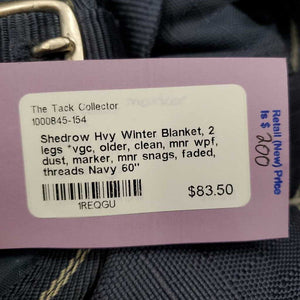 The Tack Collector
1000845-154
Shedrow Hvy Winter Blanket, 2
legs *vgc, older, clean, mnr wpf,
dust, marker, mnr snags, faded,
threads Navy 60"
$83.50
1REQGU
Retail (New) Price
Is $ 200